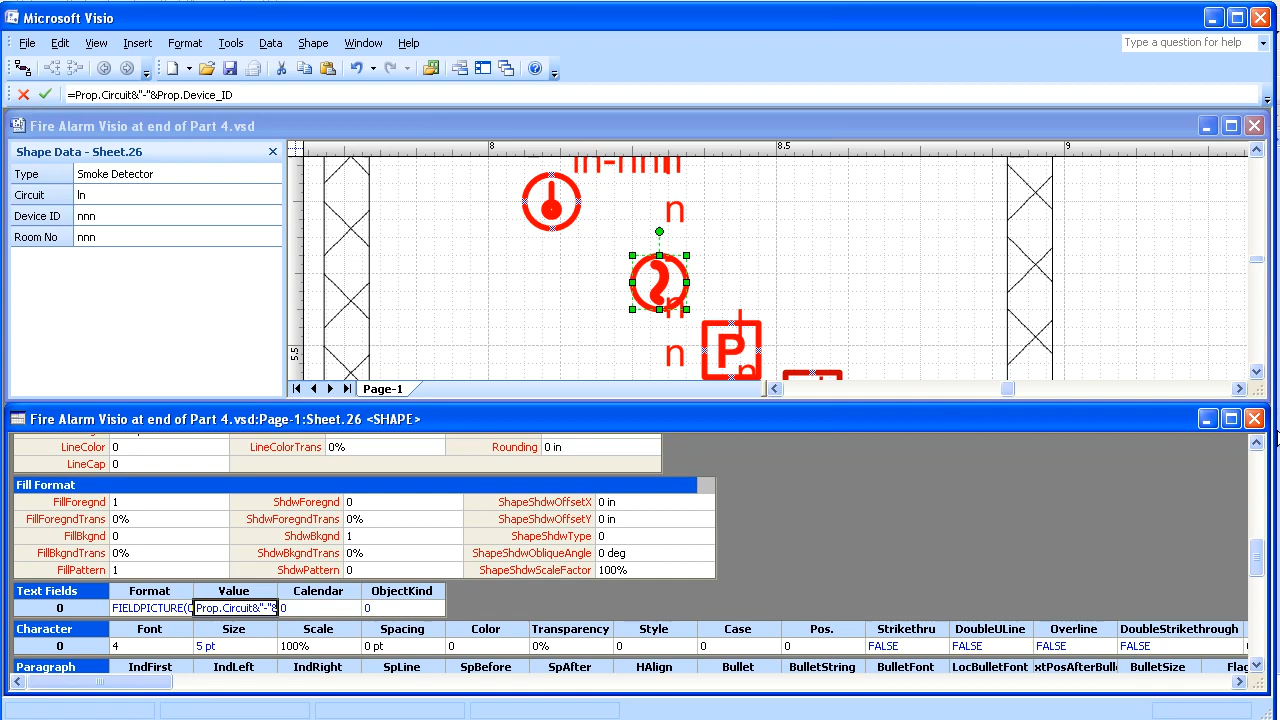 Microsoft Visio
File Edit View Insert Format Tools Data Shape Window Help
Type a question for help
=Prop.Circuit&"-"&Prop.Device_ID
Fire Alarm Visio at end of Part 4.vsd
Shape Data - Sheet.26
Type Smoke Detector
Circuit ln
Device ID nnn
Room No nnn
8 8.5 9
n
n
n
P
n
5.5
Page-1
Fire Alarm Visio at end of Part 4.vsd:Page-1:Sheet.26 <SHAPE>
LineColor 0 LineColorTrans 0% Rounding 0 in
LineCap 0
Fill Format
FillForegnd 1 ShdwForegnd 0 ShapeShdwOffsetX 0 in
FillForegndTrans 0% ShdwForegndTrans 0% ShapeShdwOffsetY 0 in
FillBkgnd 0 ShdwBkgnd 1 ShapeShdwType 0
FillBkgndTrans 0% ShdwBkgndTrans 0% ShapeShdwObliqueAngle 0 deg
FillPattern 1 ShdwPattern 0 ShapeShdwScaleFactor 100%
Text Fields Format Value Calendar ObjectKind
0 FIELDPICTURE( Prop.Circuit&"-"& 0 0
Character Font Size Scale Spacing Color Transparency Style Case Pos. Strikethru DoubleULine Overline DoubleStrikethrough
0 4 5 pt 100% 0 pt 0 0% 0 0 0 FALSE FALSE FALSE FALSE
Paragraph IndFirst IndLeft IndRight SpLine SpBefore SpAfter HAlign Bullet BulletString BulletFont LocBulletFont xtPosAfterBull BulletSize Flag